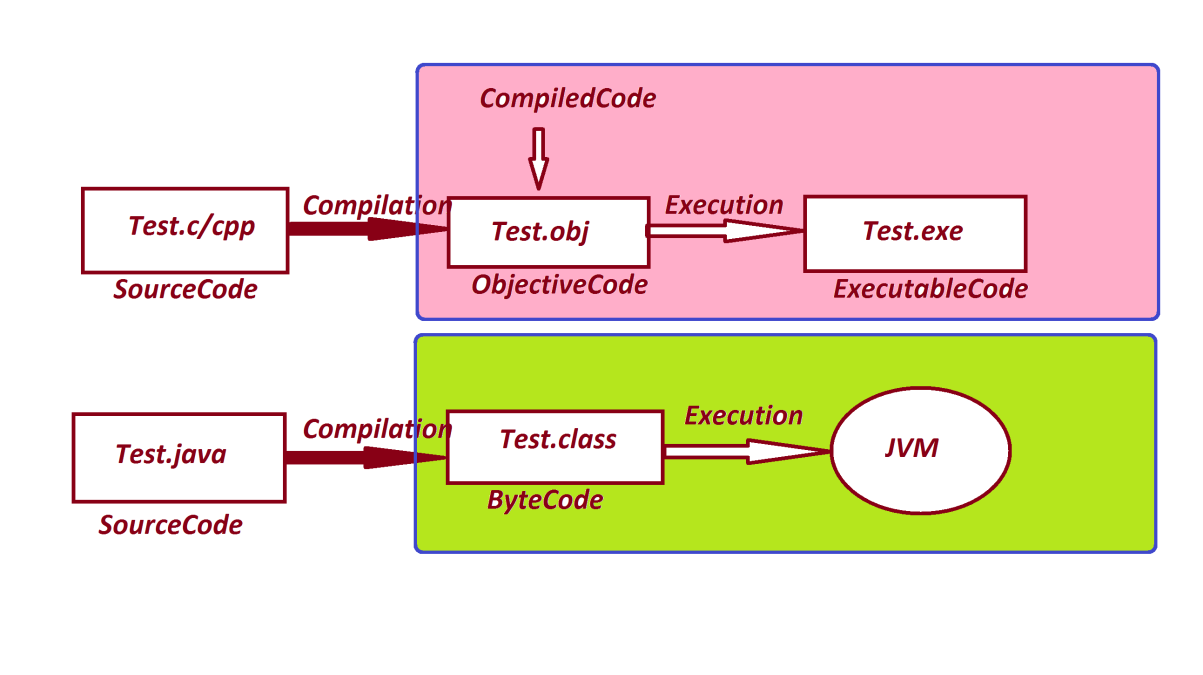 CompiledCode
Test.c/cpp
Compilation
Test.obj
Execution
Test.exe
SourceCode
ObjectiveCode
ExecutableCode
Test.java
Compilation
Test.class
Execution
JVM
SourceCode
ByteCode